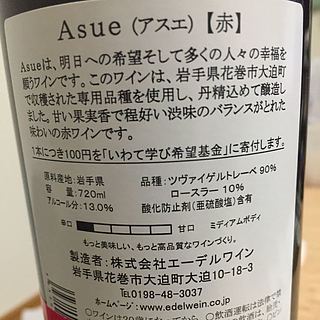 Asue（アスエ）【赤】
Asueは、明日への希望そして多くの人々の幸福を
願うワインです。このワインは、岩手県花巻市大迫町
で収穫された専用品種を使用し、丹精込めて醸造し
ました。甘い果実香で程好い渋味のバランスがとれた
味わいの赤ワインです。
1本につき100円を「いわて学び希望基金」に寄付します。
原料産地:岩手県
容量:720ml
アルコール分:13.0%
品種:ツヴァイゲルトレーベ 90%
ロースラー 10%
酸化防止剤(亜硫酸塩)含有
辛口 甘口 ミディアムボディ
もっと美味しい、もっと高品質なワインづくり。
製造者:株式会社エーデルワイン
岩手県花巻市大迫町大迫10-18-3
TEL0198-48-3037
ホームページ・www.edelwein.co.jp